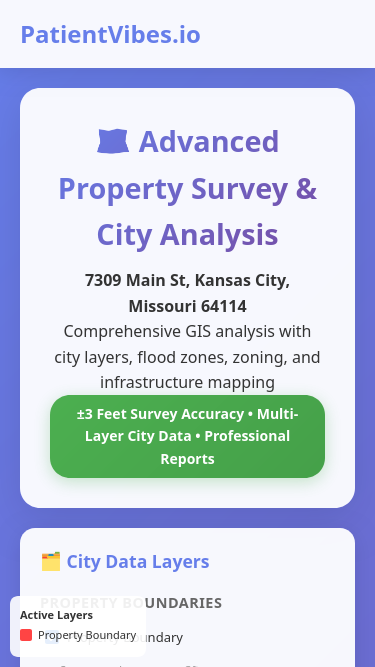 PatientVibes.io
Advanced
Property Survey &
City Analysis
7309 Main St, Kansas City,
Missouri 64114
Comprehensive GIS analysis with
city layers, flood zones, zoning, and
infrastructure mapping
±3 Feet Survey Accuracy • Multi-
Layer City Data • Professional
Reports
City Data Layers
PROPERTY BOUNDARIES
Active Layers
Property Boundary